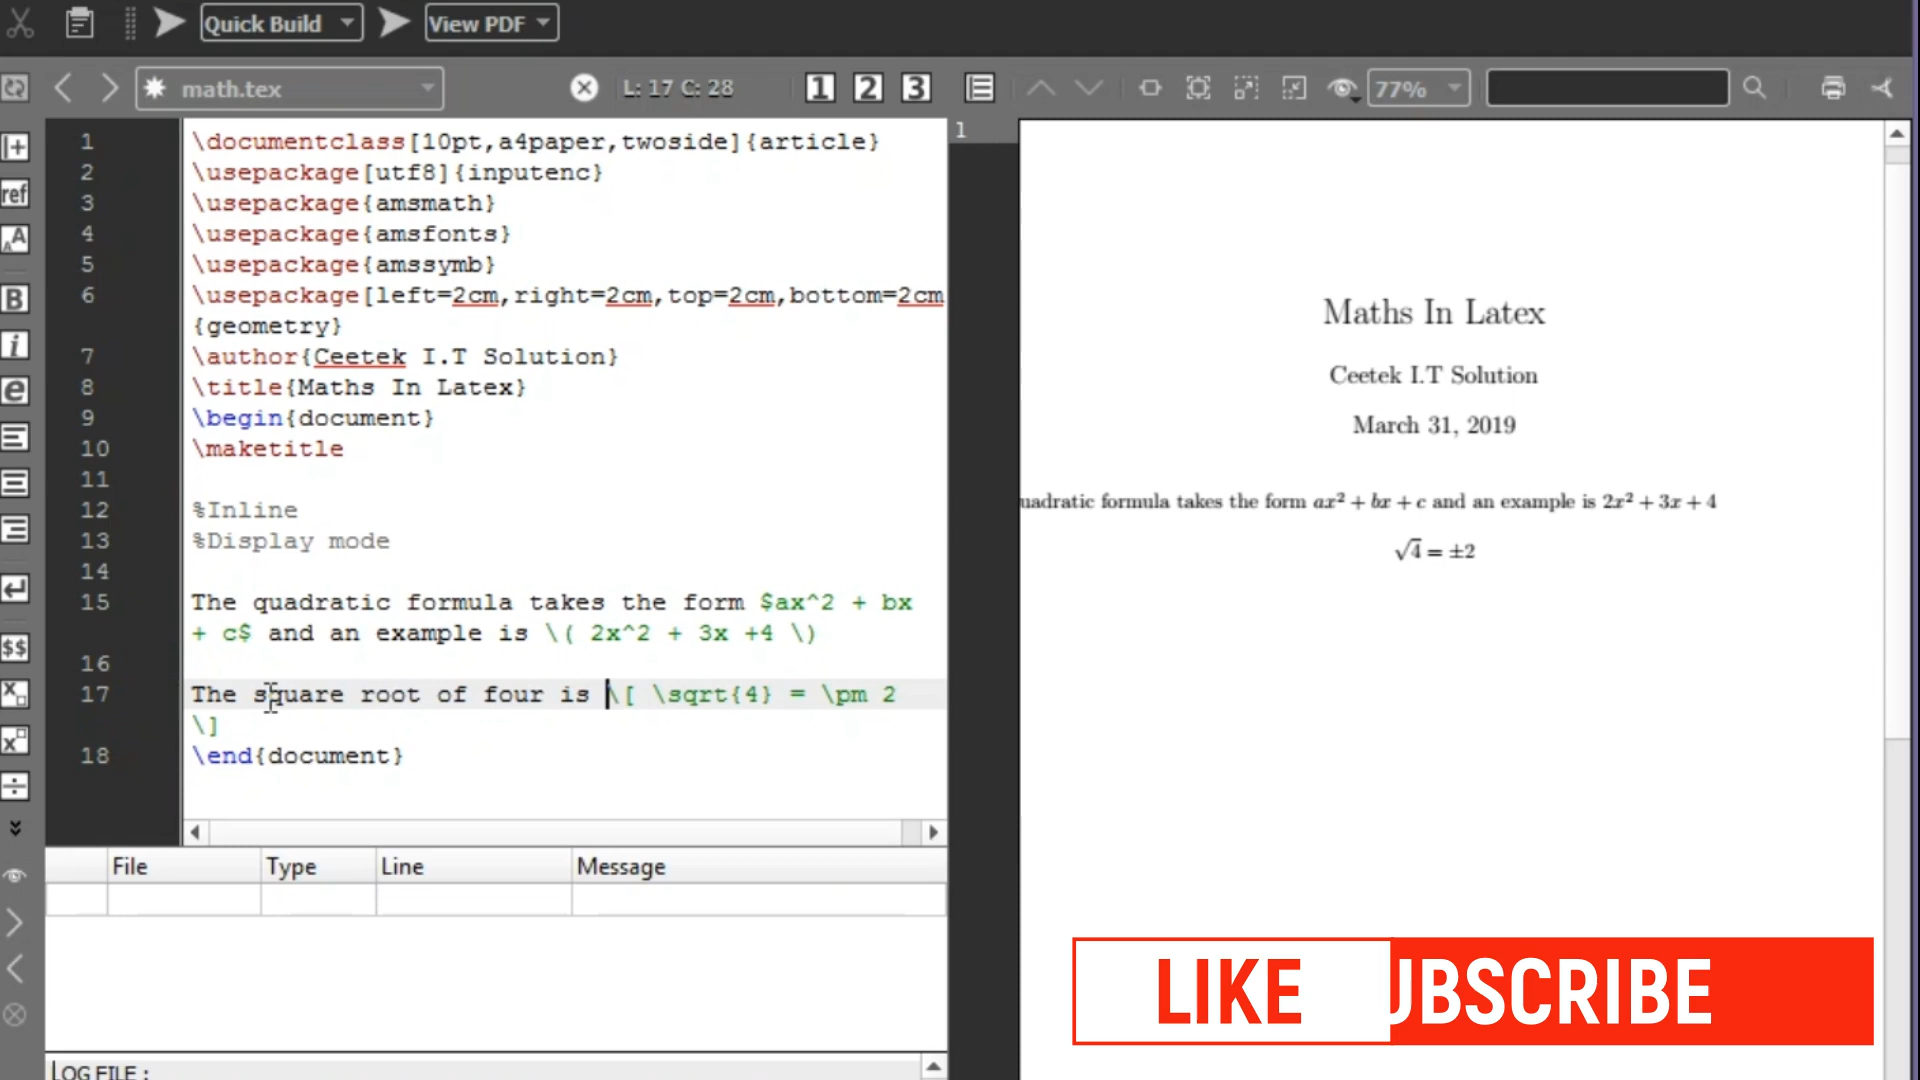 Quick Build
View PDF
math.tex
L: 17 C: 28
1 2 3
77%
ref
$$
1 \documentclass[10pt,a4paper,twoside]{article}
2 \usepackage[utf8]{inputenc}
3 \usepackage{amsmath}
4 \usepackage{amsfonts}
5 \usepackage{amssymb}
6 \usepackage[left=2cm,right=2cm,top=2cm,bottom=2cm
{geometry}
7 \author{Ceetek I.T Solution}
8 \title{Maths In Latex}
9 \begin{document}
10 \maketitle
11
12 %Inline
13 %Display mode
14
15 The quadratic formula takes the form $ax^2 + bx
+ c$ and an example is \( 2x^2 + 3x +4 \)
16
17 The square root of four is \[ \sqrt{4} = \pm 2
\]
18 \end{document}
File Type Line Message
LOG FILE :
1
Maths In Latex
Ceetek I.T Solution
March 31, 2019
uadratic formula takes the form ax² + bx + c and an example is 2x² + 3x + 4
√4 = ±2
LIKE UBSCRIBE